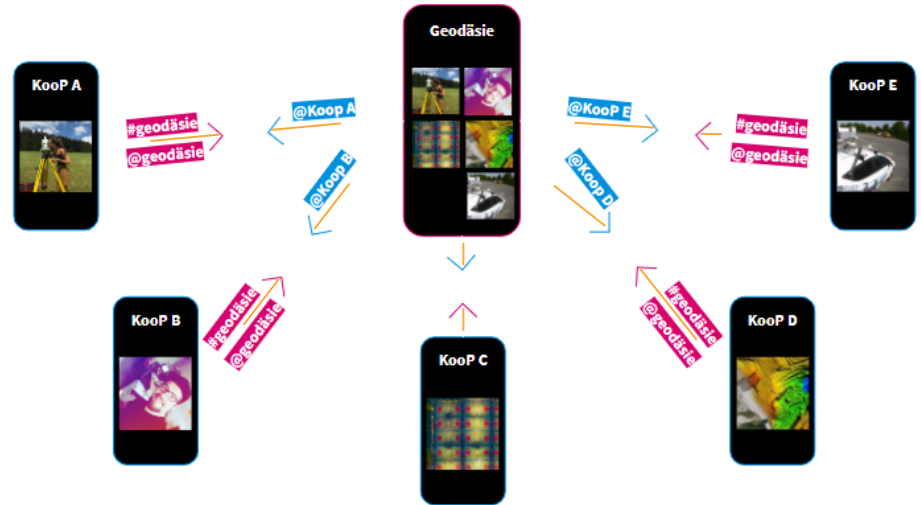 Geodäsie
KooP A
#geodäsie
@geodäsie
@Koop A
@KooP E
#geodäsie
@geodäsie
KooP E
@Koop B
@Koop D
KooP B
#geodäsie
@geodäsie
KooP C
#geodäsie
@geodäsie
KooP D